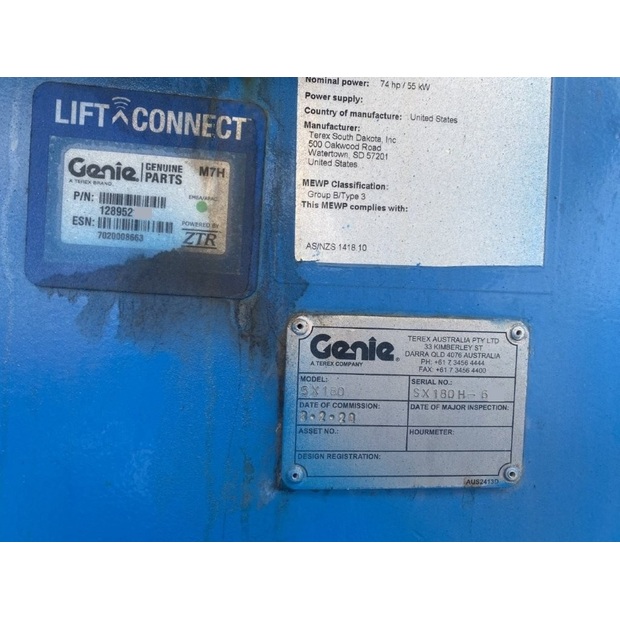 LIFT CONNECT
Genie
A TEREX BRAND
GENUINE
PARTS
M7H
P/N:
128952
ESN:
7020008663
POWERED BY
ZTR
Nominal power: 74 hp / 55 kW
Power supply:
Country of manufacture: United States
Manufacturer:
Terex South Dakota, Inc
500 Oakwood Road
Watertown, SD 57201
United States
MEWP Classification:
Group B/Type 3
This MEWP complies with:
AS/NZS 1418.10
Genie
A TEREX COMPANY
TEREX AUSTRALIA PTY LTD
33 KIMBERLEY ST
DARRA QLD 4076 AUSTRALIA
PH: +61 7 3456 4444
FAX: +61 7 3456 4400
MODEL:
SX180
SERIAL NO.:
SX180H-6
DATE OF COMMISSION:
DATE OF MAJOR INSPECTION:
ASSET NO.:
HOURMETER:
DESIGN REGISTRATION: